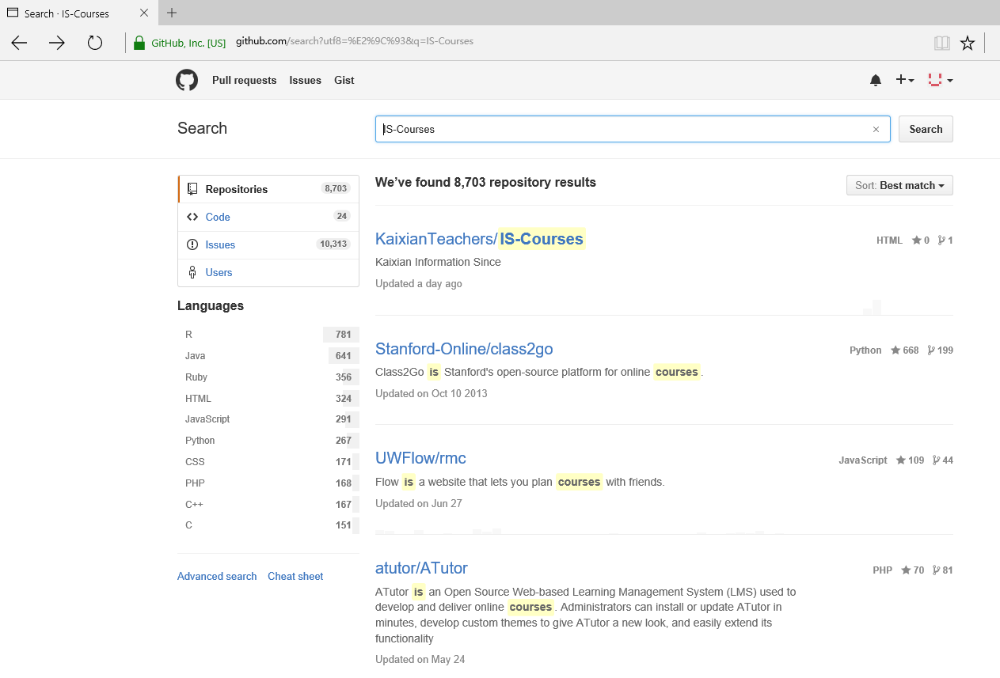 Search · IS-Courses
GitHub, Inc. [US] github.com/search?utf8=%E2%9C%93&q=IS-Courses
Pull requests Issues Gist
Search
IS-Courses
Search
Repositories 8,703
Code 24
Issues 10,313
Users
Languages
R 781
Java 641
Ruby 356
HTML 324
JavaScript 291
Python 267
CSS 171
PHP 168
C++ 167
C 151
Advanced search Cheat sheet
We've found 8,703 repository results
Sort: Best match
KaixianTeachers/IS-Courses
HTML 0 1
Kaixian Information Since
Updated a day ago
Stanford-Online/class2go
Python 668 199
Class2Go is Stanford's open-source platform for online courses.
Updated on Oct 10 2013
UWFlow/rmc
JavaScript 109 44
Flow is a website that lets you plan courses with friends.
Updated on Jun 27
atutor/ATutor
PHP 70 81
ATutor is an Open Source Web-based Learning Management System (LMS) used to
develop and deliver online courses. Administrators can install or update ATutor in
minutes, develop custom themes to give ATutor a new look, and easily extend its
functionality
Updated on May 24